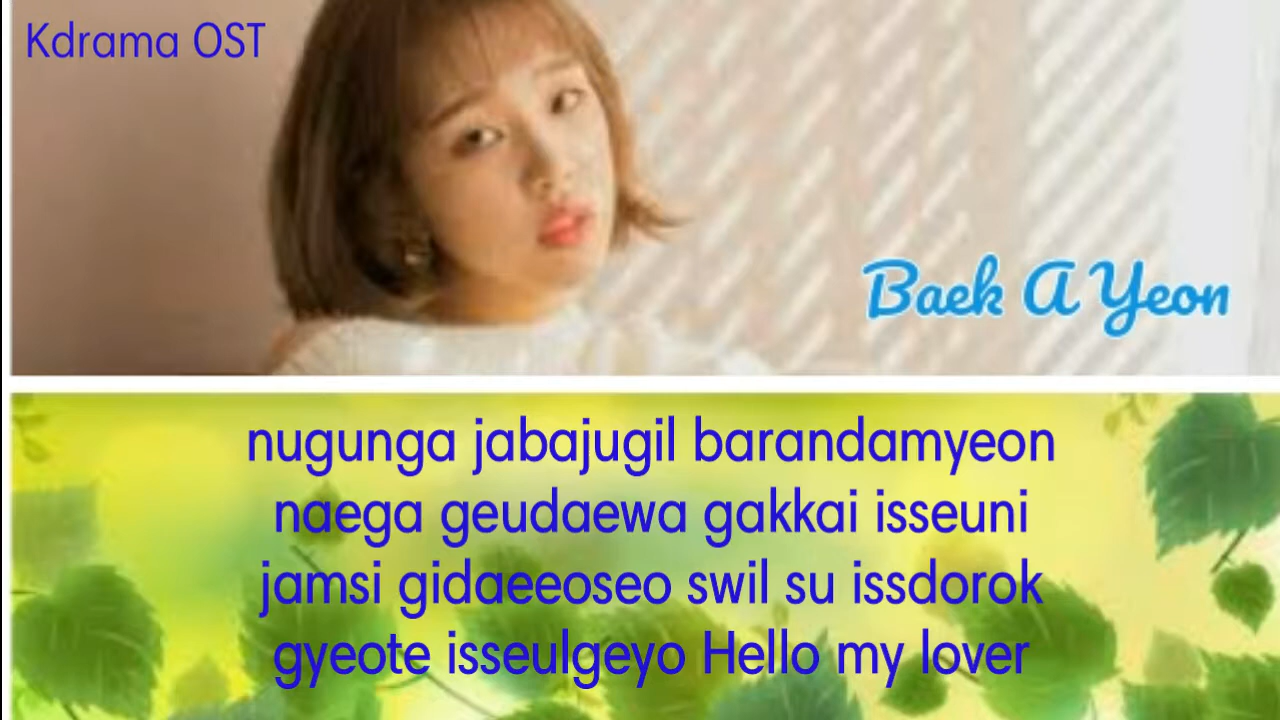 Kdrama OST
Baek A Yeon
nugunga jabajugil barandamyeon
naega geudaewa gakkai isseuni
jamsi gidaeeoseo swil su issdorok
gyeote isseulgeyo Hello my lover